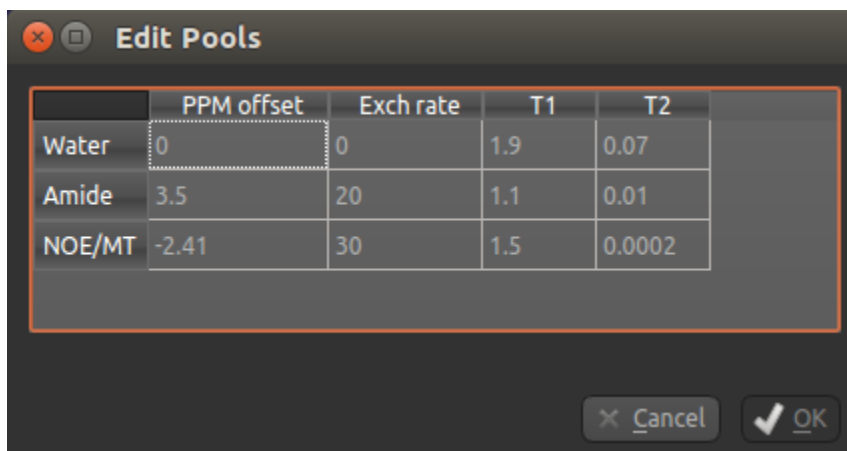 Edit Pools
PPM offset Exch rate T1 T2
Water 0 0 1.9 0.07
Amide 3.5 20 1.1 0.01
NOE/MT -2.41 30 1.5 0.0002
Cancel OK